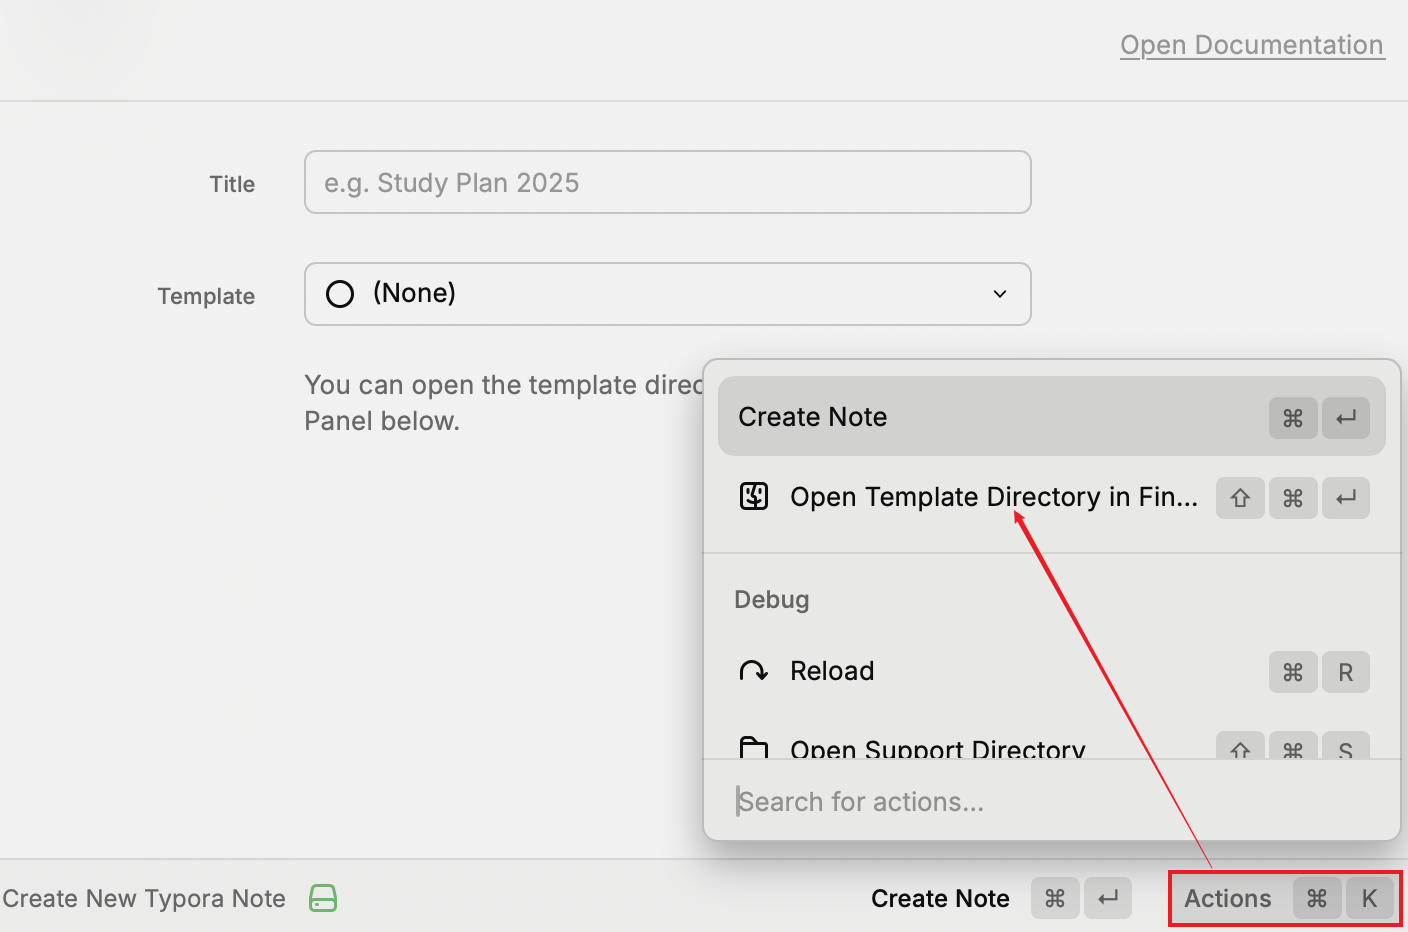 Open Documentation
Title
e.g. Study Plan 2025
Template
(None)
You can open the template direc
Panel below.
Create Note ⌘ ↵
Open Template Directory in Fin... ⇧ ⌘ ↵
Debug
Reload ⌘ R
Open Support Directory ⇧ ⌘ S
Search for actions...
Create New Typora Note
Create Note ⌘ ↵
Actions ⌘ K